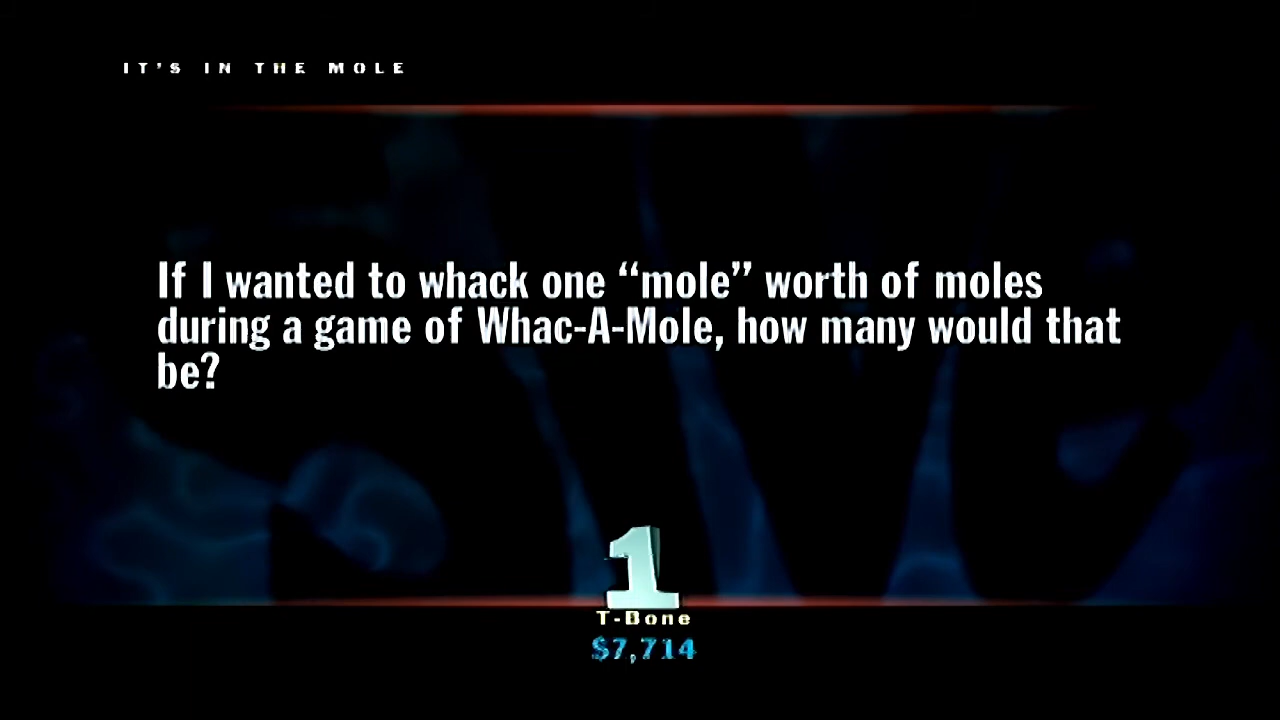 IT'S IN THE MOLE
If I wanted to whack one “mole” worth of moles
during a game of Whac-A-Mole, how many would that
be?
1
T-Bone
$7,714